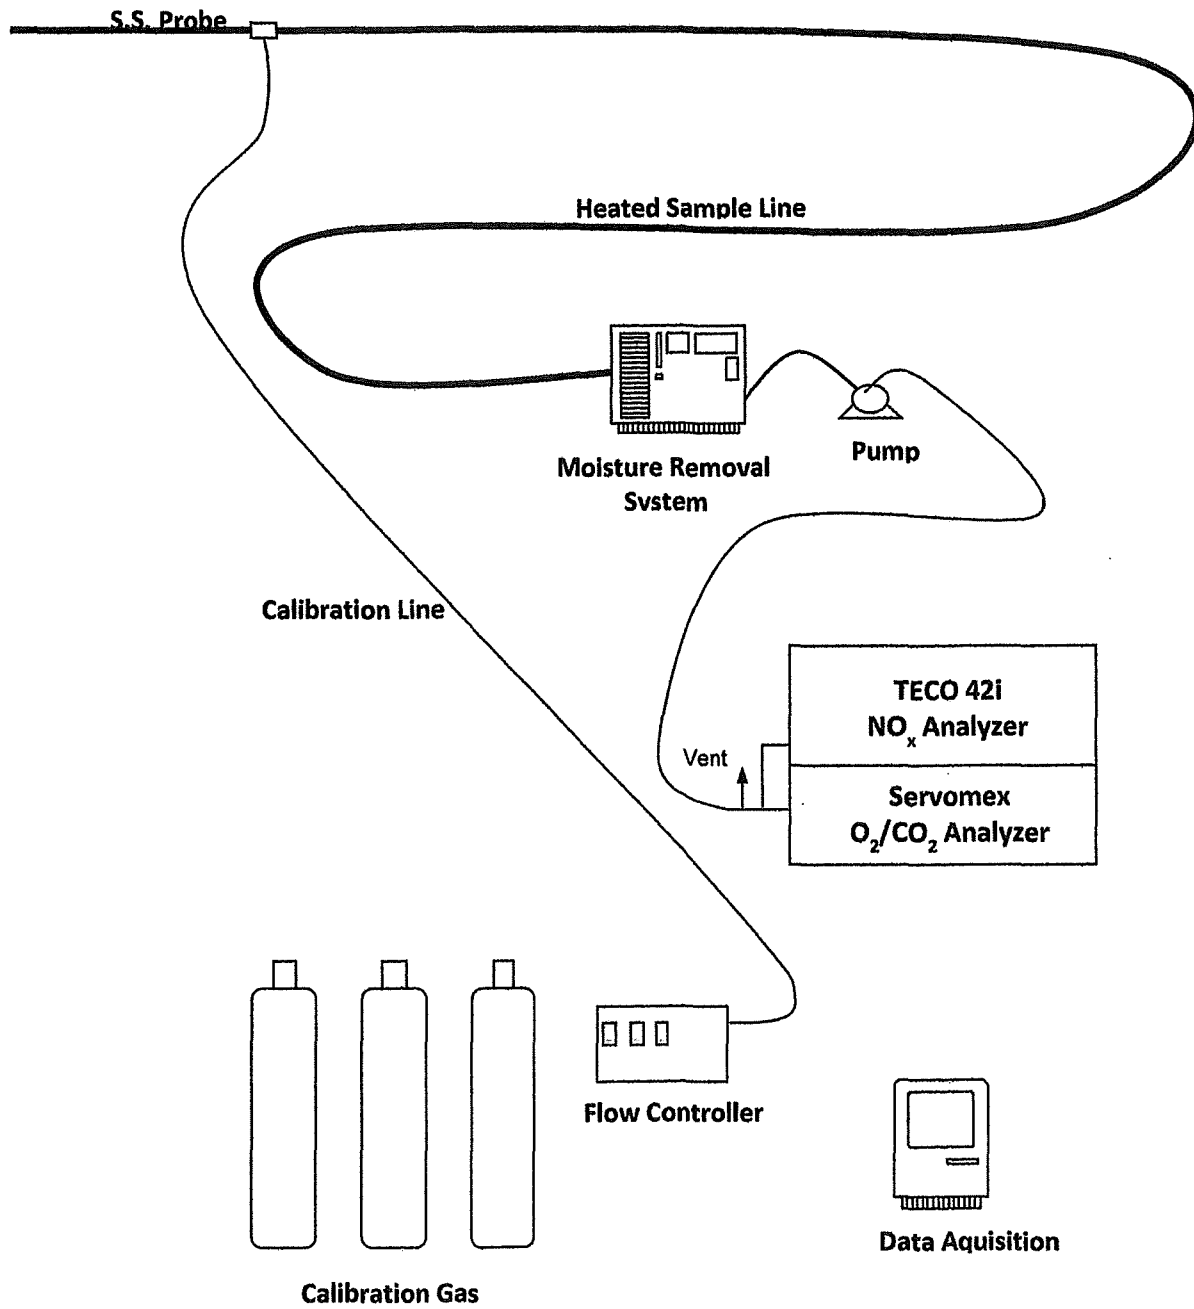 S.S. Probe
Heated Sample Line
Moisture Removal
System
Pump
Calibration Line
TECO 42i
NOx Analyzer
Vent
Servomex
O2/CO2 Analyzer
Flow Controller
Data Aquisition
Calibration Gas